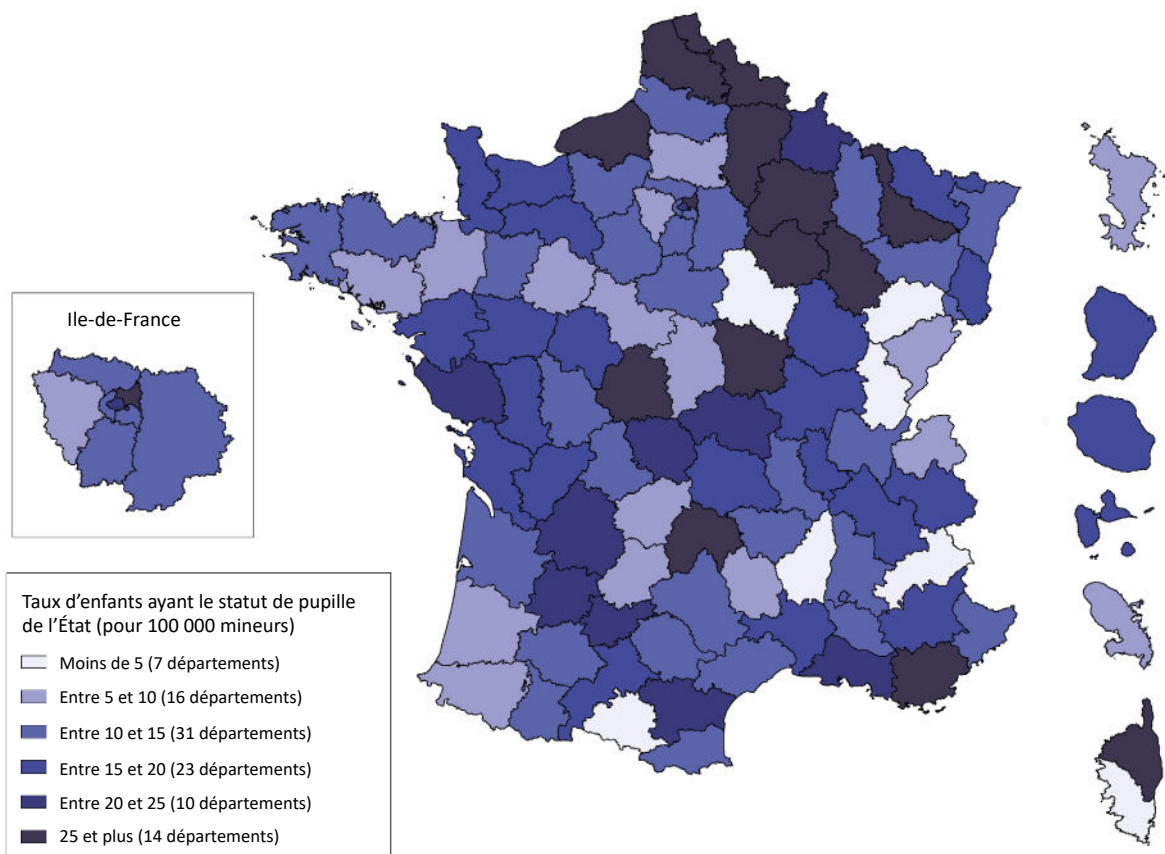 Ile-de-France
Taux d’enfants ayant le statut de pupille
de l’État (pour 100 000 mineurs)
Moins de 5 (7 départements)
Entre 5 et 10 (16 départements)
Entre 10 et 15 (31 départements)
Entre 15 et 20 (23 départements)
Entre 20 et 25 (10 départements)
25 et plus (14 départements)